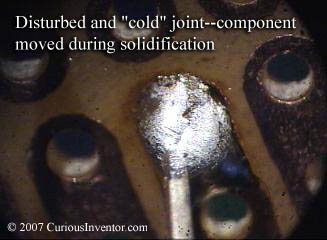 Disturbed and "cold" joint--component
moved during solidification
© 2007 CuriousInventor.com